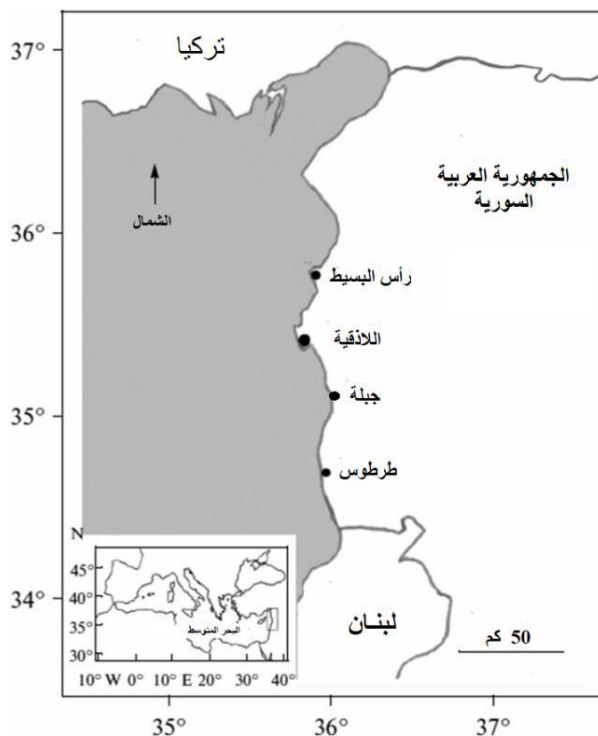 تركيا
37°
الجمهورية العربية
السورية
الشمال
36°
رأس البسيط
اللاذقية
35°
جبلة
طرطوس
N
34°
لبنان
50 كم
45°
40°
35°
30°
البحر المتوسط
10° W 0° 10° E 20° 30° 40°
35° 36° 37°